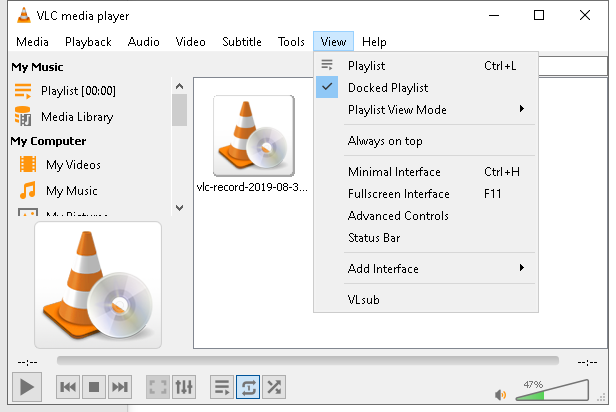 VLC media player
Media Playback Audio Video Subtitle Tools View Help
My Music
Playlist [00:00]
Media Library
My Computer
My Videos
My Music
My Pictures
vlc-record-2019-08-3...
Playlist Ctrl+L
Docked Playlist
Playlist View Mode
Always on top
Minimal Interface Ctrl+H
Fullscreen Interface F11
Advanced Controls
Status Bar
Add Interface
VLsub
--:-- --:--
47%